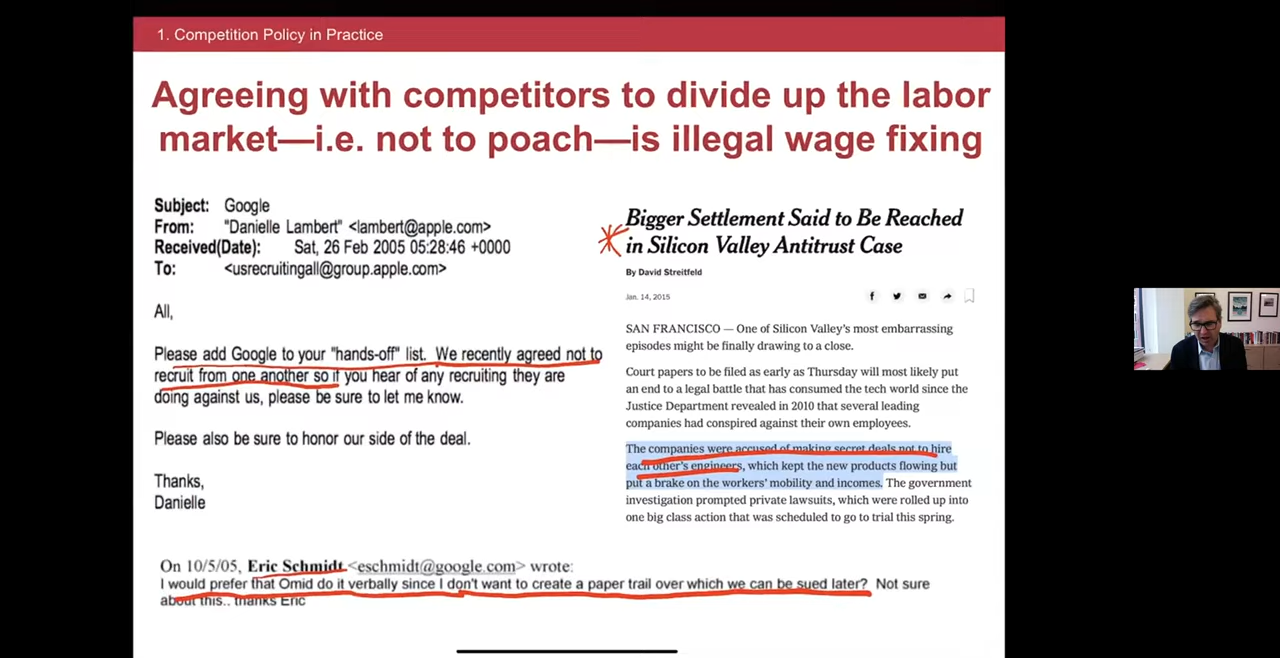 1. Competition Policy in Practice
Agreeing with competitors to divide up the labor
market—i.e. not to poach—is illegal wage fixing
Subject: Google
From: "Danielle Lambert" <lambert@apple.com>
Received(Date): Sat, 26 Feb 2005 05:28:46 +0000
To: <usrecruitingall@group.apple.com>
All,
Please add Google to your "hands-off" list. We recently agreed not to
recruit from one another so if you hear of any recruiting they are
doing against us, please be sure to let me know.
Please also be sure to honor our side of the deal.
Thanks,
Danielle
Bigger Settlement Said to Be Reached
in Silicon Valley Antitrust Case
By David Streitfeld
Jan. 14, 2015
SAN FRANCISCO — One of Silicon Valley's most embarrassing
episodes might be finally drawing to a close.
Court papers to be filed as early as Thursday will most likely put
an end to a legal battle that has consumed the tech world since the
Justice Department revealed in 2010 that several leading
companies had conspired against their own employees.
The companies were accused of making secret deals not to hire
each other's engineers, which kept the new products flowing but
put a brake on the workers' mobility and incomes. The government
investigation prompted private lawsuits, which were rolled up into
one big class action that was scheduled to go to trial this spring.
On 10/5/05, Eric Schmidt <eschmidt@google.com> wrote:
I would prefer that Omid do it verbally since I don't want to create a paper trail over which we can be sued later? Not sure
about this.. thanks Eric